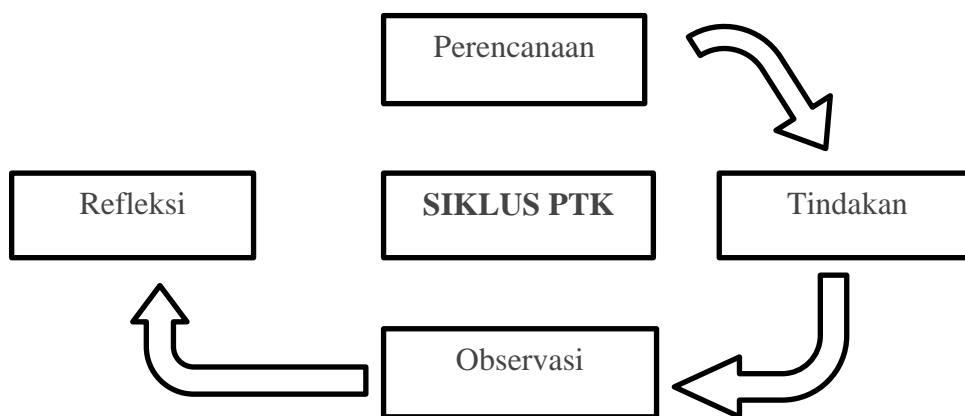 Perencanaan
Refleksi
SIKLUS PTK
Tindakan
Observasi